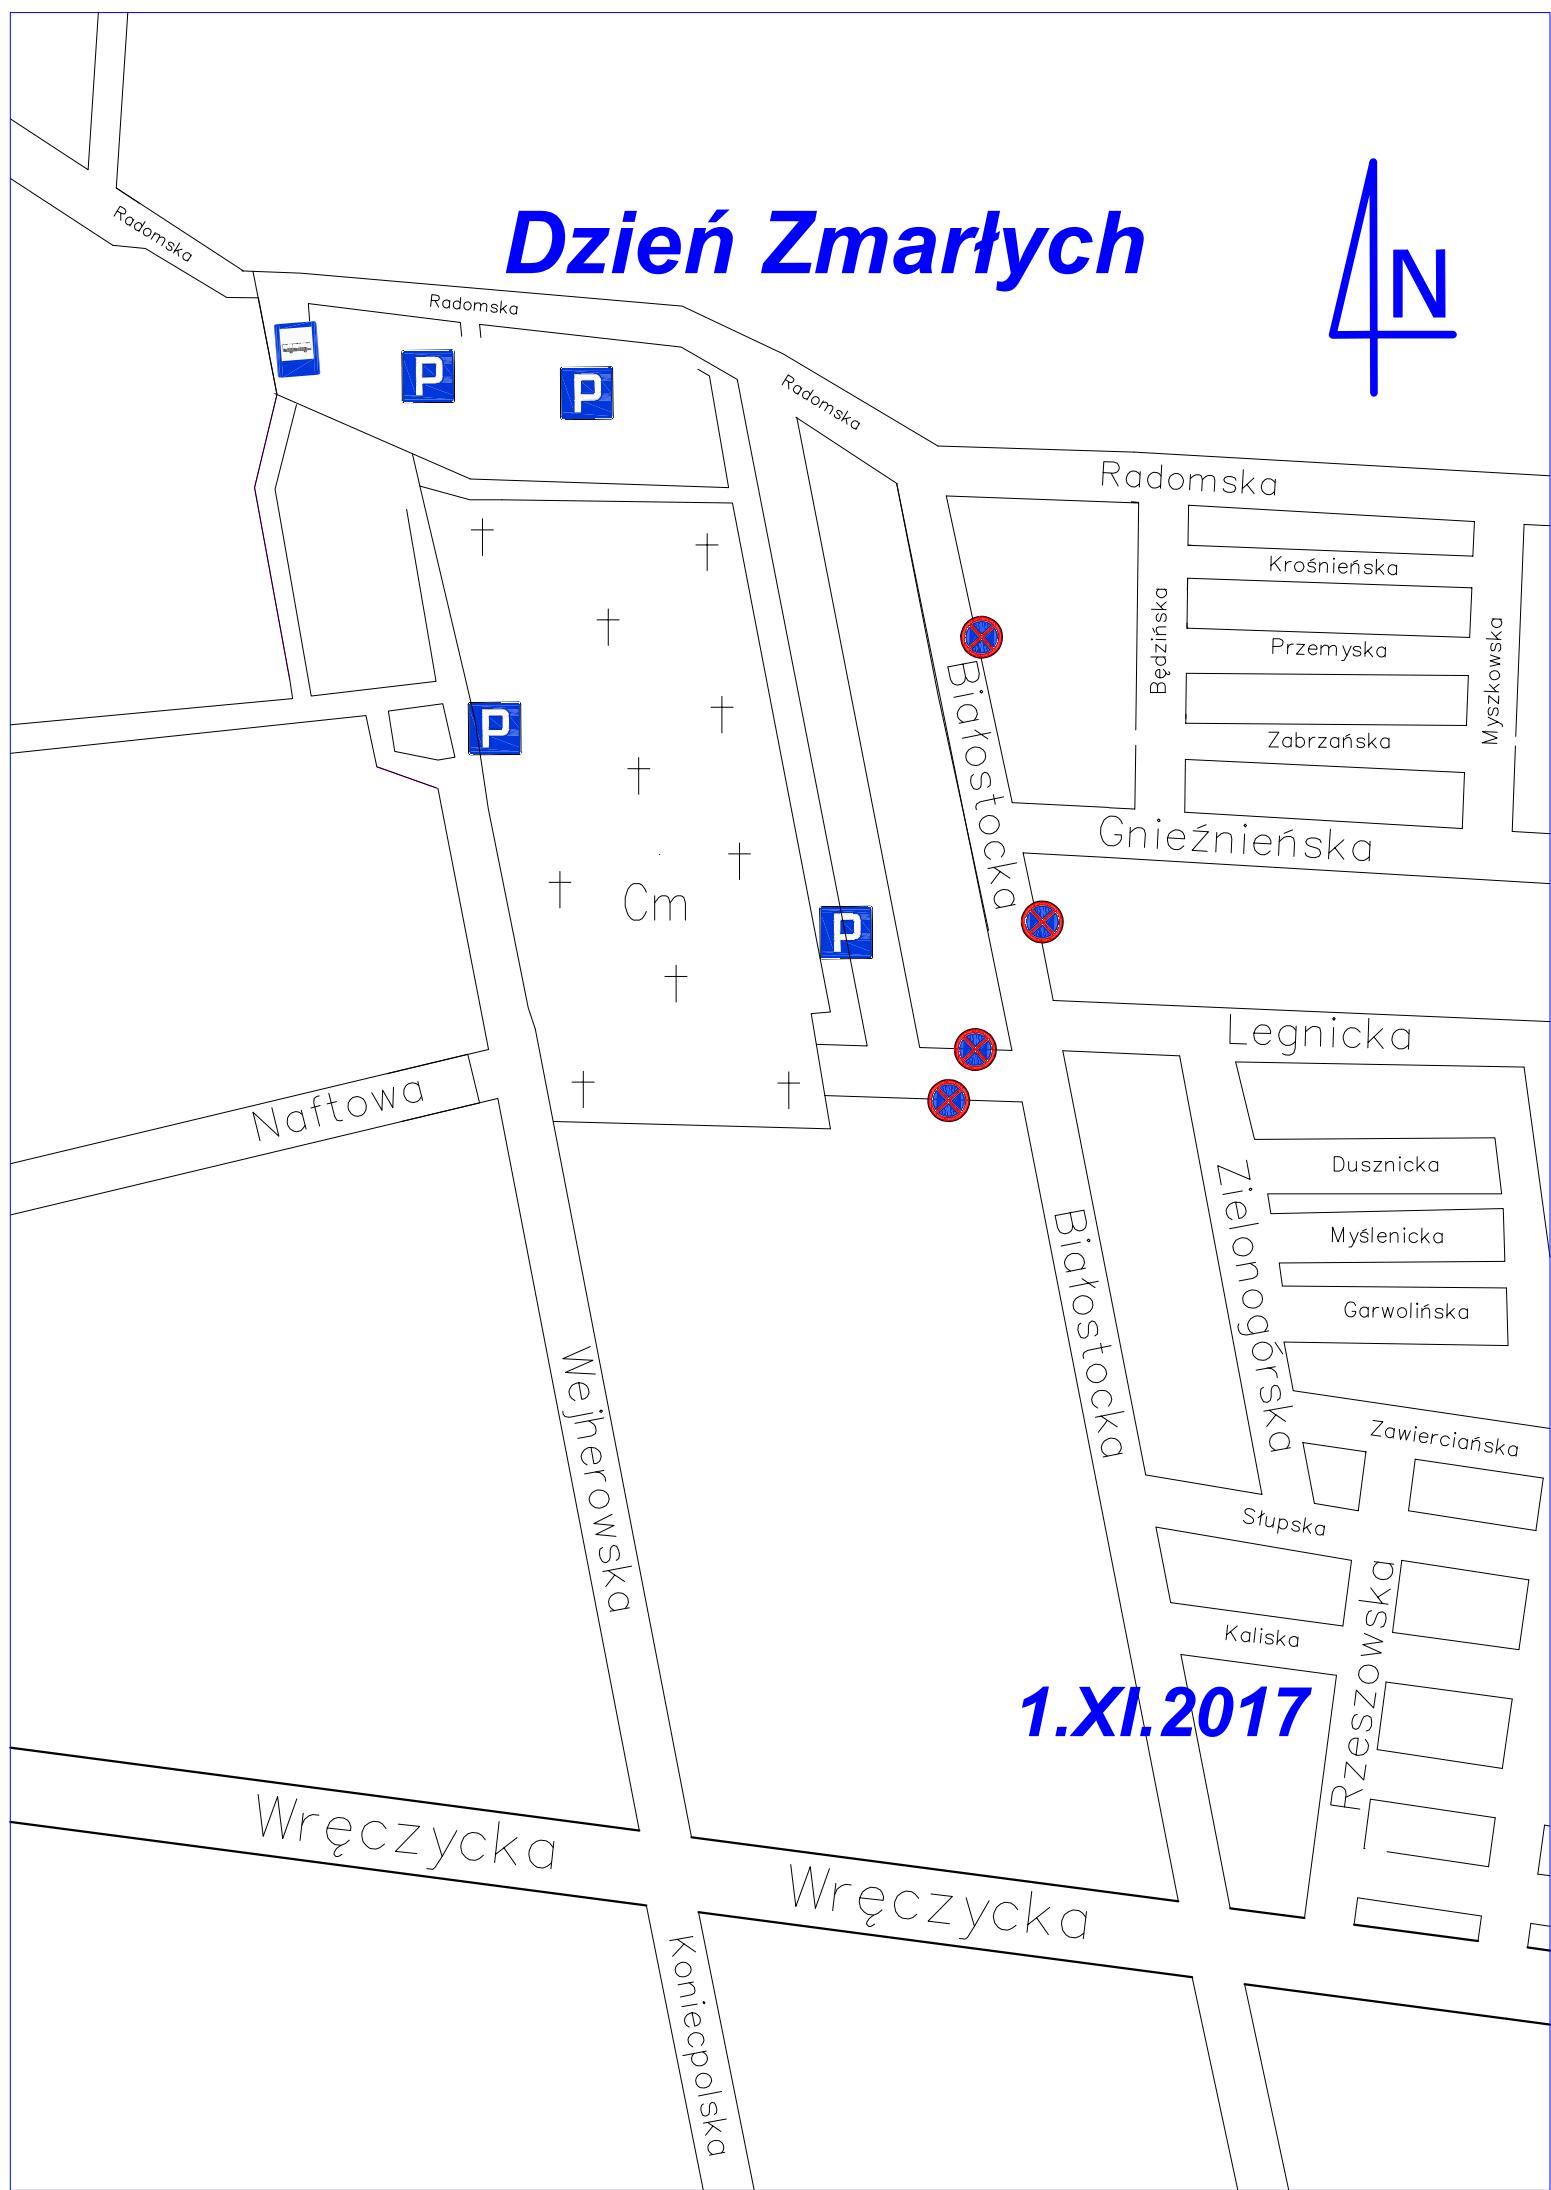 Radomska
Dzień Zmarłych
N
Radomska
P
P
Radomska
Radomska
Krośnieńska
Będzińska
Przemyska
Myszkowska
Białostocka
P
Zabrzańska
Gnieźnieńska
Cm
P
Legnicka
Naftowa
Dusznicka
Zielonogórska
Myślenicka
Białostocka
Garwolińska
Wejherowska
Zawierciańska
Słupska
Rzeszowska
Kaliska
1.XI.2017
Wręczycka
Wręczycka
Koniecpolska